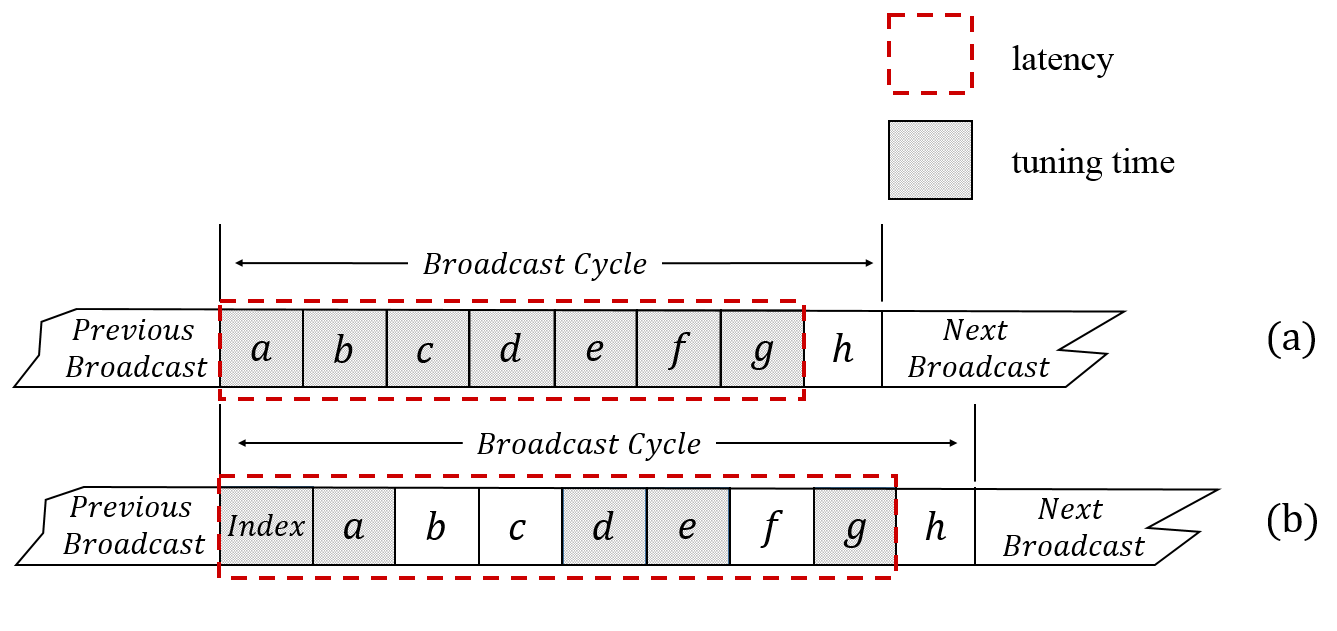 latency
tuning time
Broadcast Cycle
Previous
Broadcast
a b c d e f g h
Next
Broadcast
(a)
Broadcast Cycle
Previous
Broadcast
Index a b c d e f g h
Next
Broadcast
(b)